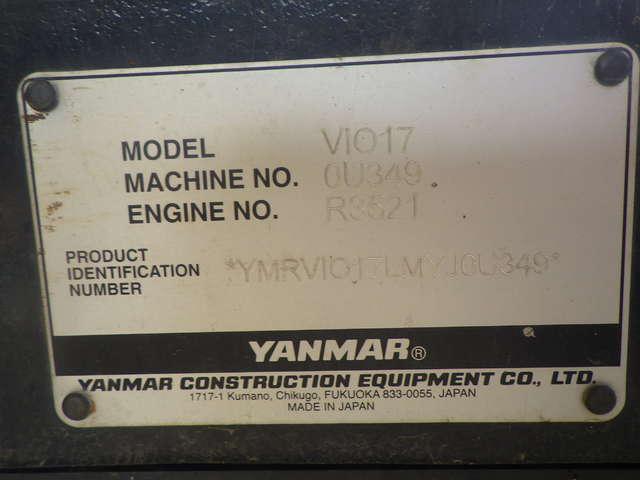 MODEL VIO17
MACHINE NO. 0U349
ENGINE NO. R3521
PRODUCT
IDENTIFICATION
NUMBER
*YMRVIO17LMYJ0U349*
YANMAR®
YANMAR CONSTRUCTION EQUIPMENT CO., LTD.
1717-1 Kumano, Chikugo, FUKUOKA 833-0055, JAPAN
MADE IN JAPAN